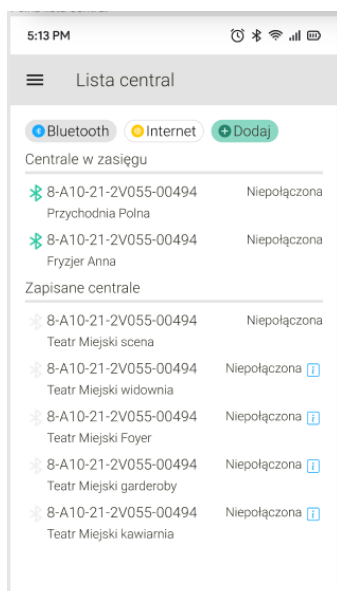 5:13 PM
Lista central
Bluetooth Internet Dodaj
Centrale w zasięgu
8-A10-21-2V055-00494 Niepołączona
Przychodnia Polna
8-A10-21-2V055-00494 Niepołączona
Fryzjer Anna
Zapisane centrale
8-A10-21-2V055-00494 Niepołączona
Teatr Miejski scena
8-A10-21-2V055-00494 Niepołączona i
Teatr Miejski widownia
8-A10-21-2V055-00494 Niepołączona i
Teatr Miejski Foyer
8-A10-21-2V055-00494 Niepołączona i
Teatr Miejski garderoby
8-A10-21-2V055-00494 Niepołączona i
Teatr Miejski kawiarnia